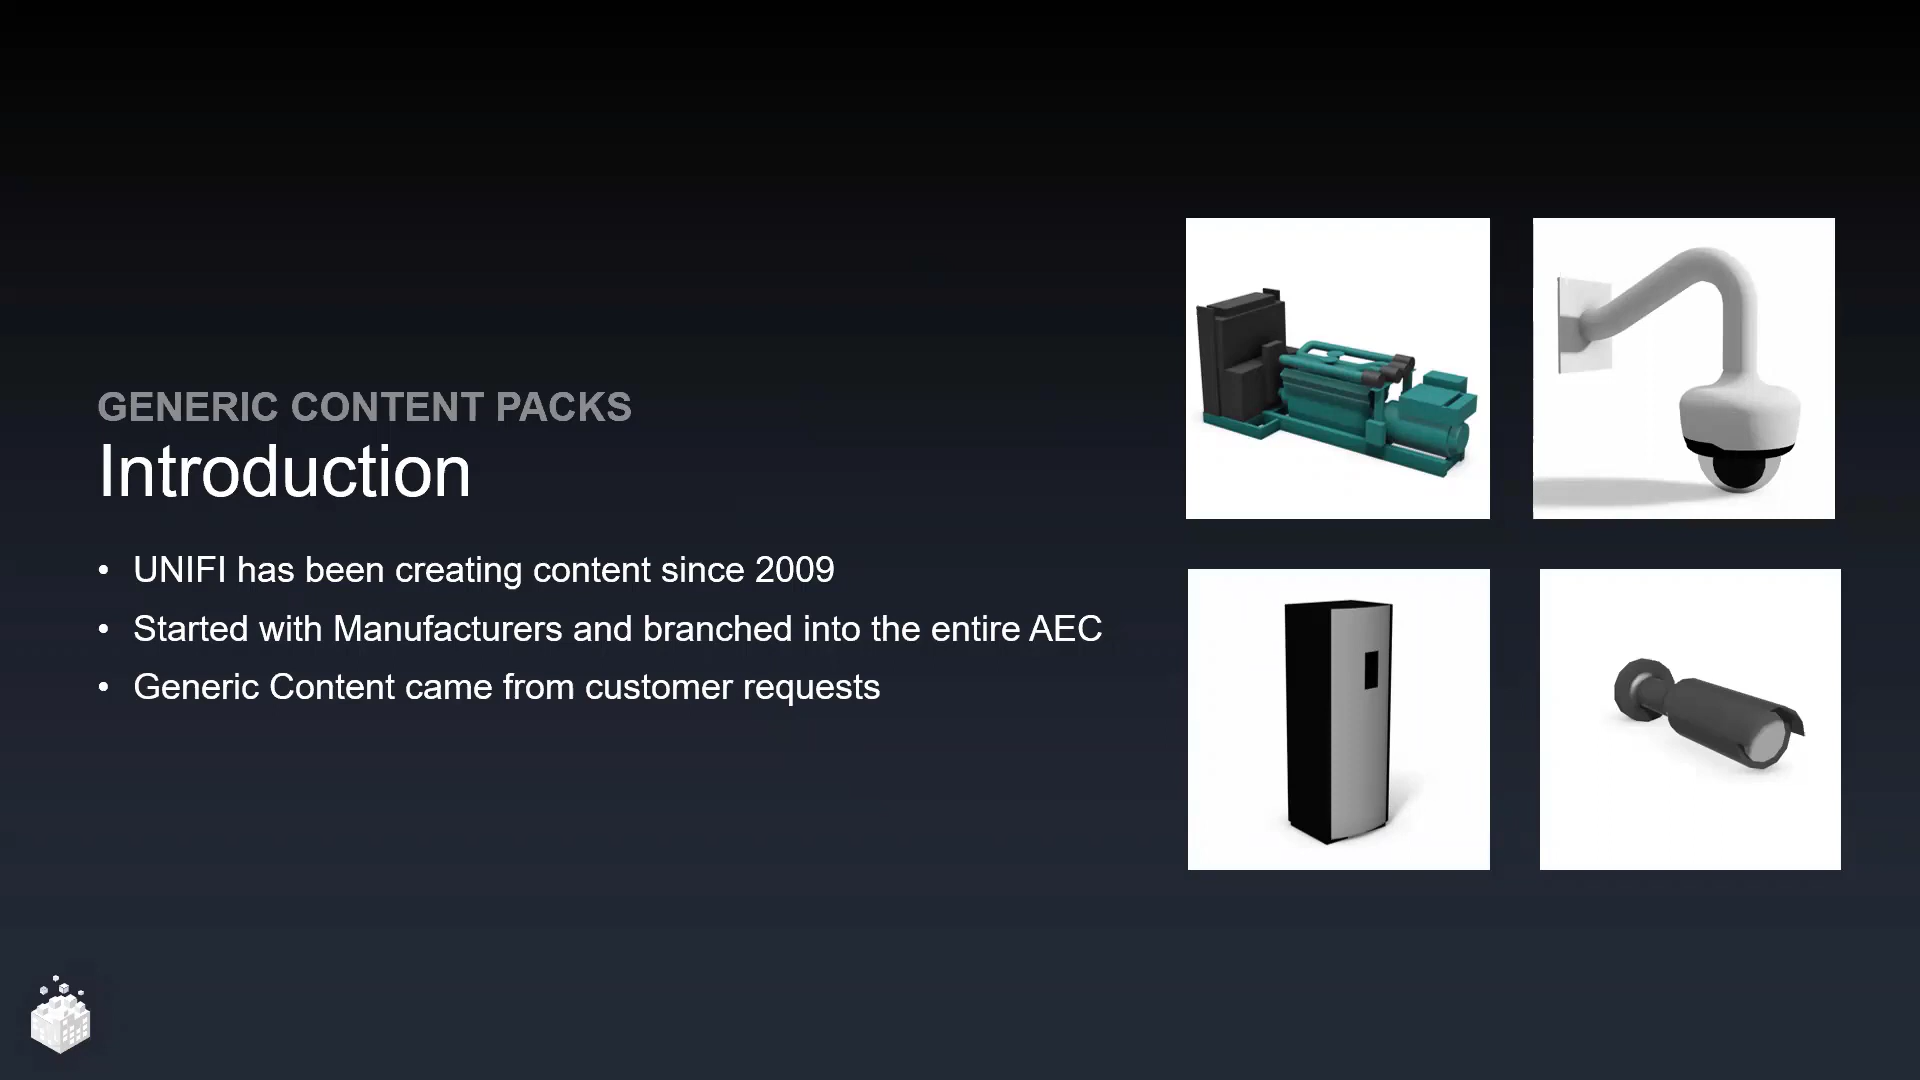 GENERIC CONTENT PACKS
Introduction
• UNIFI has been creating content since 2009
• Started with Manufacturers and branched into the entire AEC
• Generic Content came from customer requests